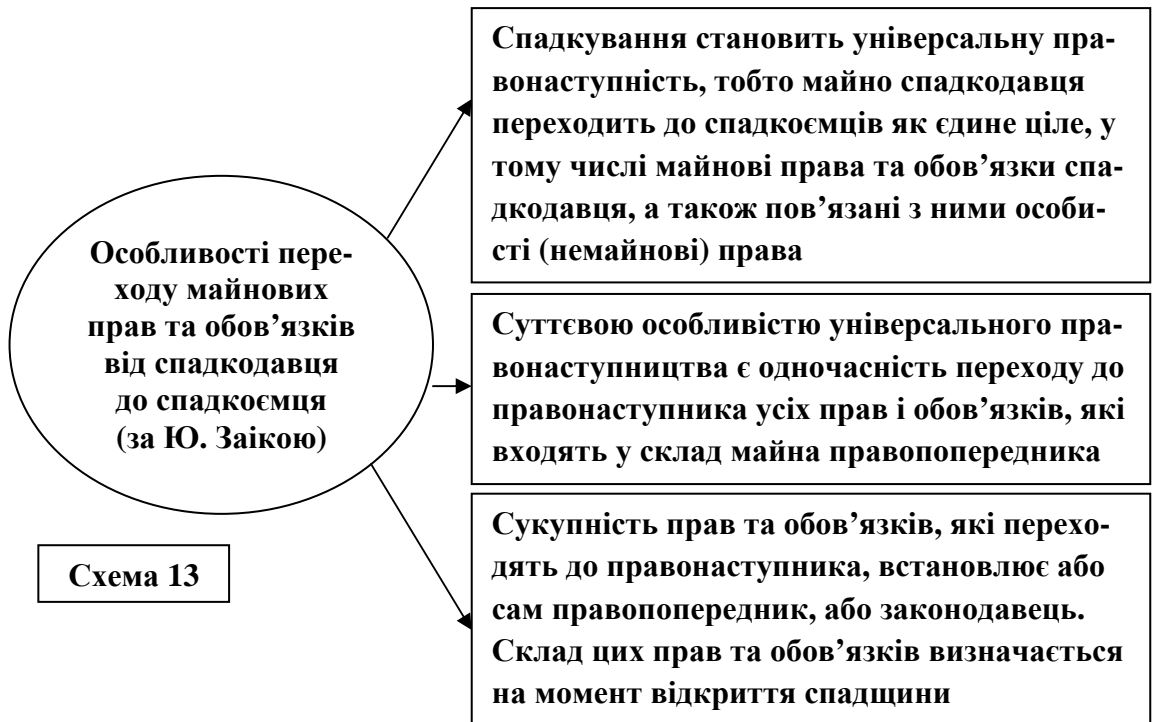 Особливості пере-
ходу майнових
прав та обов’язків
від спадкодавця
до спадкоємця
(за Ю. Заікою)
Спадкування становить універсальну пра-
вонаступність, тобто майно спадкодавця
переходить до спадкоємців як єдине ціле, у
тому числі майнові права та обов’язки спа-
дкодавця, а також пов’язані з ними особи-
сті (немайнові) права
Суттєвою особливістю універсального пра-
вонаступництва є одночасність переходу до
правонаступника усіх прав і обов’язків, які
входять у склад майна правопопередника
Сукупність прав та обов’язків, які перехо-
дять до правонаступника, встановлює або
сам правопопередник, або законодавець.
Склад цих прав та обов’язків визначається
на момент відкриття спадщини
Схема 13